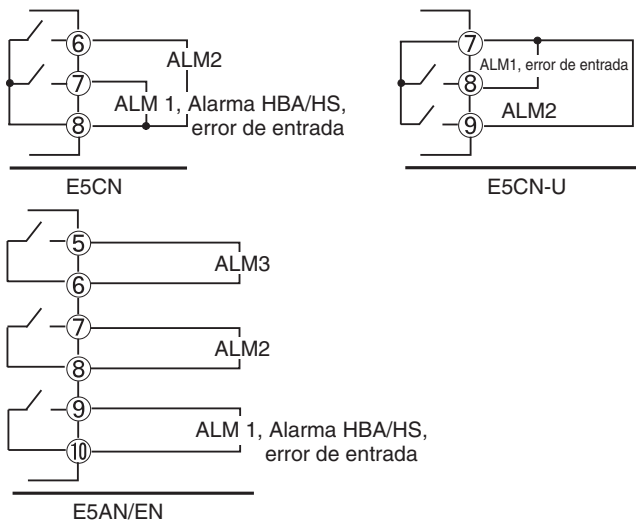 6
ALM2
7
ALM 1, Alarma HBA/HS,
error de entrada
8
E5CN
7
ALM1, error de entrada
8
ALM2
9
E5CN-U
5
ALM3
6
7
ALM2
8
9
ALM 1, Alarma HBA/HS,
error de entrada
10
E5AN/EN